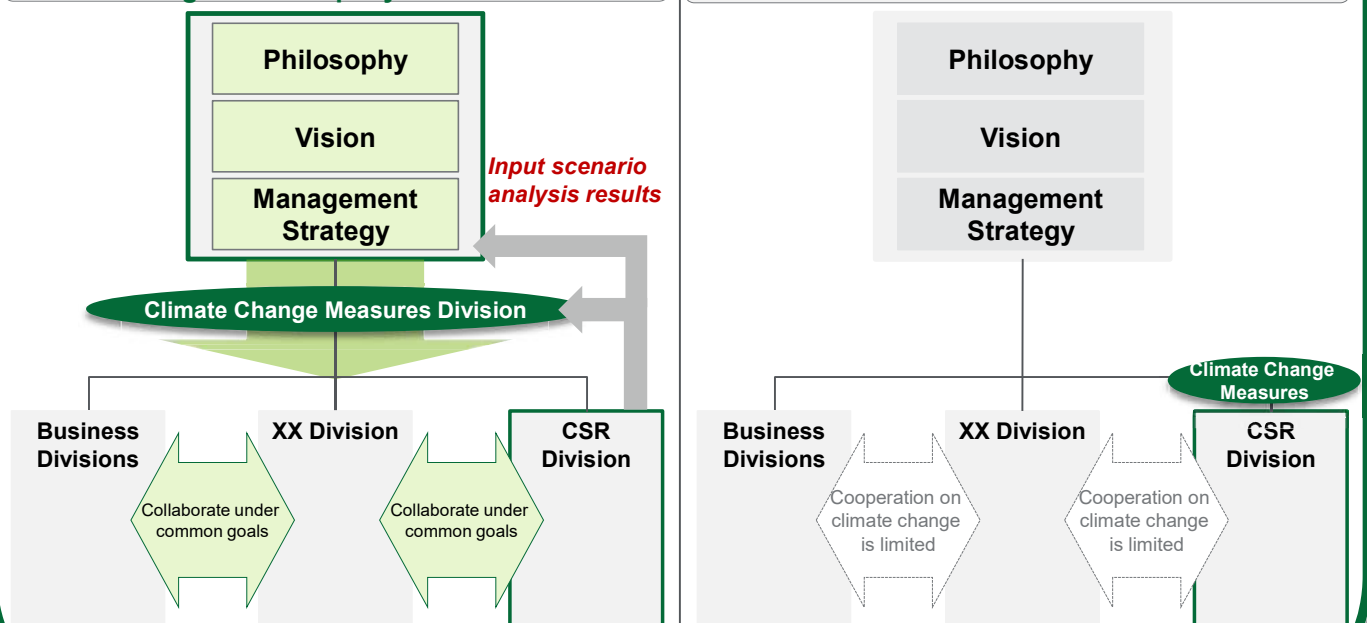 Philosophy
Vision
Management
Strategy
Input scenario
analysis results
Climate Change Measures Division
Business
Divisions
XX Division
CSR
Division
Collaborate under
common goals
Collaborate under
common goals
Philosophy
Vision
Management
Strategy
Climate Change
Measures
Business
Divisions
XX Division
CSR
Division
Cooperation on
climate change
is limited
Cooperation on
climate change
is limited